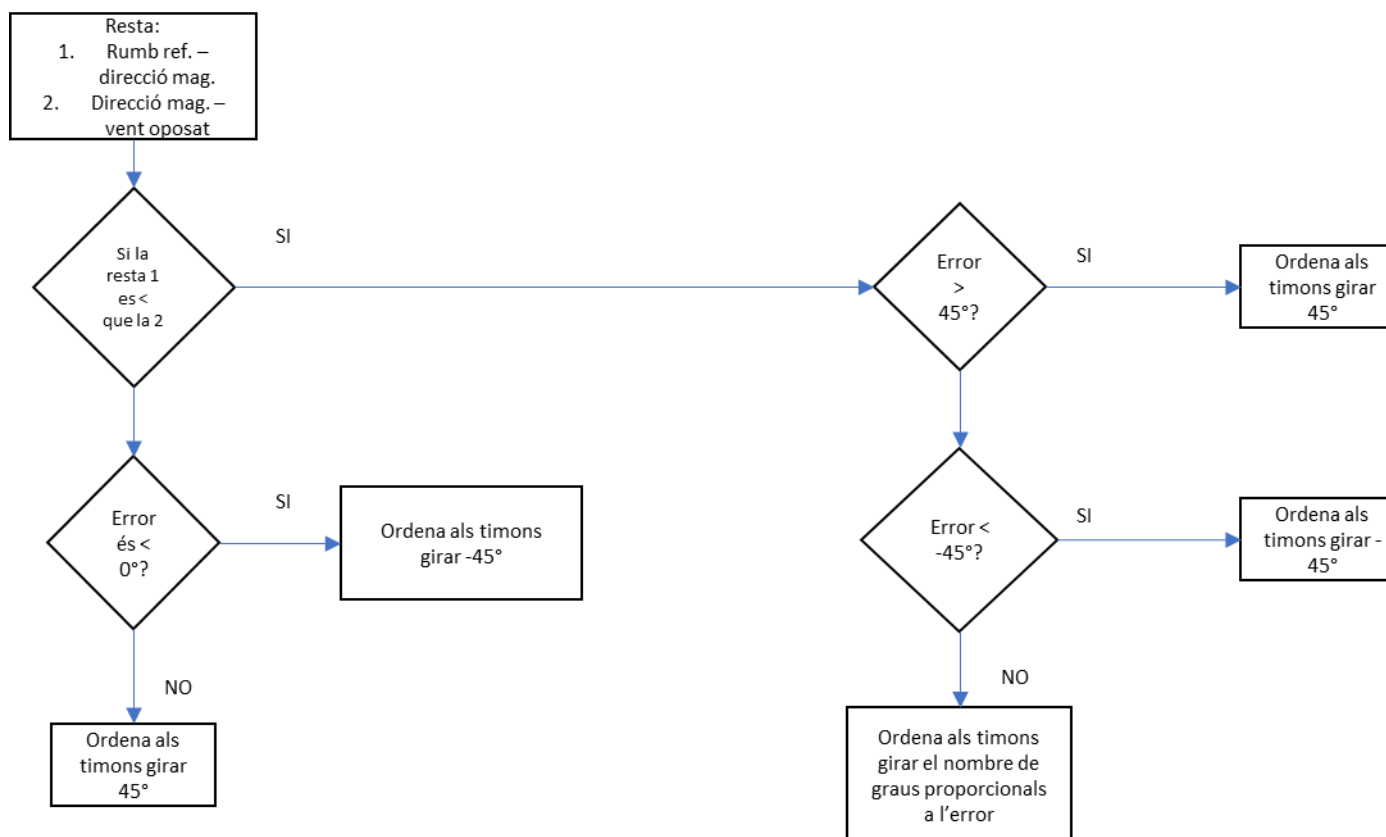 Resta:
1. Rumb ref. –
direcció mag.
2. Direcció mag. –
vent oposat
Si la
resta 1
es <
que la 2
SI
Error
>
45°?
SI
Ordena als
timons girar
45°
Error
és <
0°?
SI
Ordena als timons
girar -45°
Error <
-45°?
SI
Ordena als
timons girar -
45°
NO
Ordena als
timons girar
45°
NO
Ordena als timons
girar el nombre de
graus proporcionals
a l’error